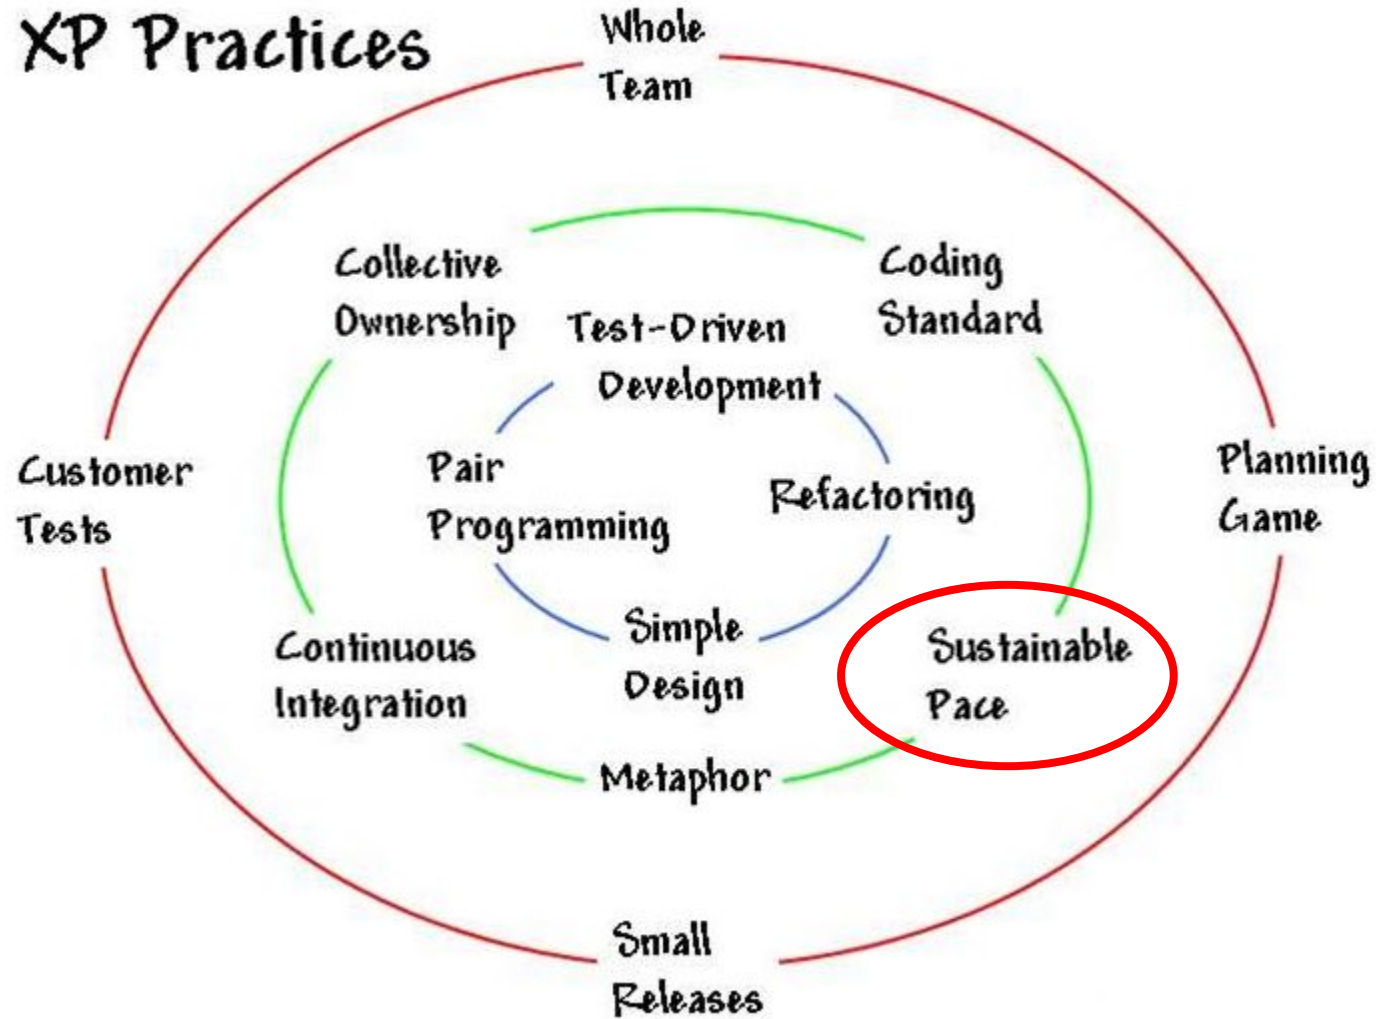 XP Practices
Whole
Team
Collective
Ownership
Coding
Standard
Test-Driven
Development
Customer
Tests
Pair
Programming
Refactoring
Planning
Game
Continuous
Integration
Simple
Design
Sustainable
Pace
Metaphor
Small
Releases